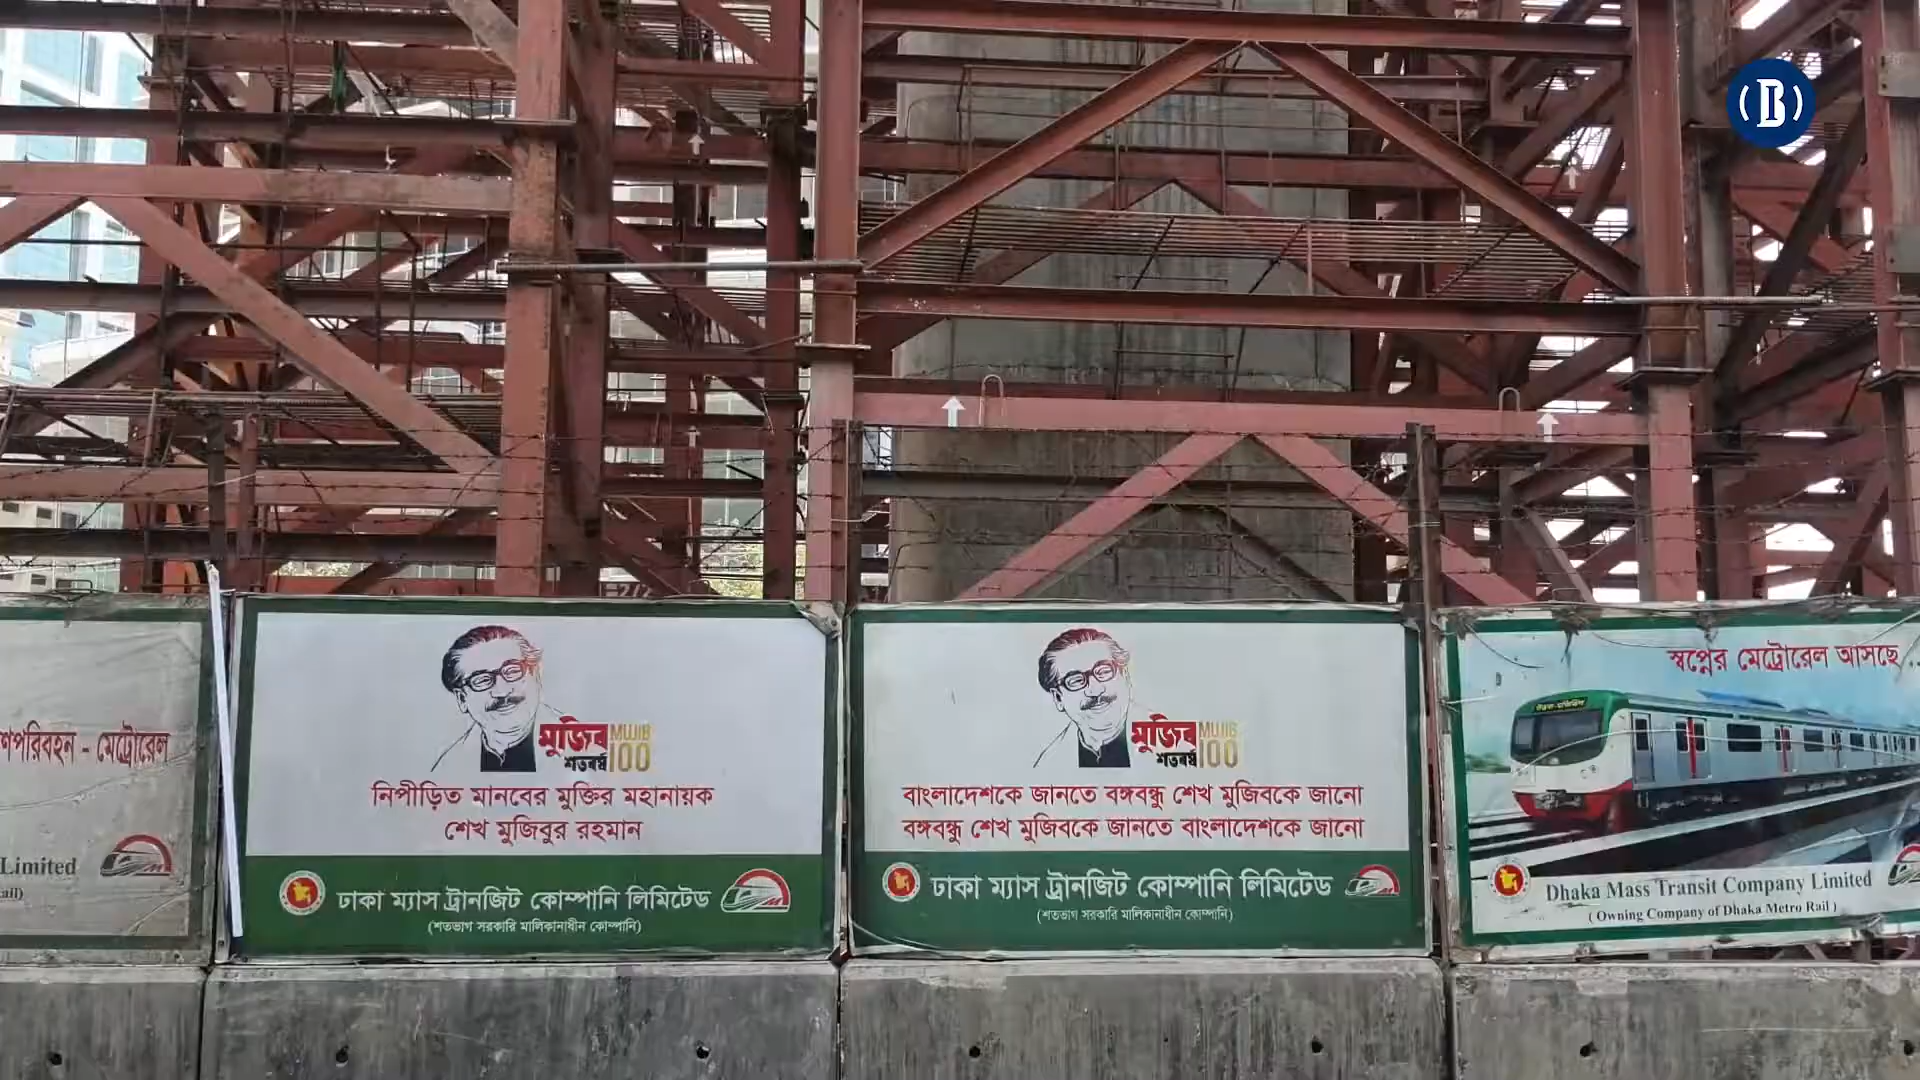 B
ণপরিবহন - মেট্রোরেল
Limited
ail)
মুজিব
শতবর্ষ
MUJIB
100
নিপীড়িত মানবের মুক্তির মহানায়ক
শেখ মুজিবুর রহমান
ঢাকা ম্যাস ট্রানজিট কোম্পানি লিমিটেড
(শতভাগ সরকারি মালিকানাধীন কোম্পানি)
মুজিব
শতবর্ষ
MUJIB
100
বাংলাদেশকে জানতে বঙ্গবন্ধু শেখ মুজিবকে জানো
বঙ্গবন্ধু শেখ মুজিবকে জানতে বাংলাদেশকে জানো
ঢাকা ম্যাস ট্রানজিট কোম্পানি লিমিটেড
(শতভাগ সরকারি মালিকানাধীন কোম্পানি)
স্বপ্নের মেট্রোরেল আসছে ..
Dhaka Mass Transit Company Limited
( Owning Company of Dhaka Metro Rail )